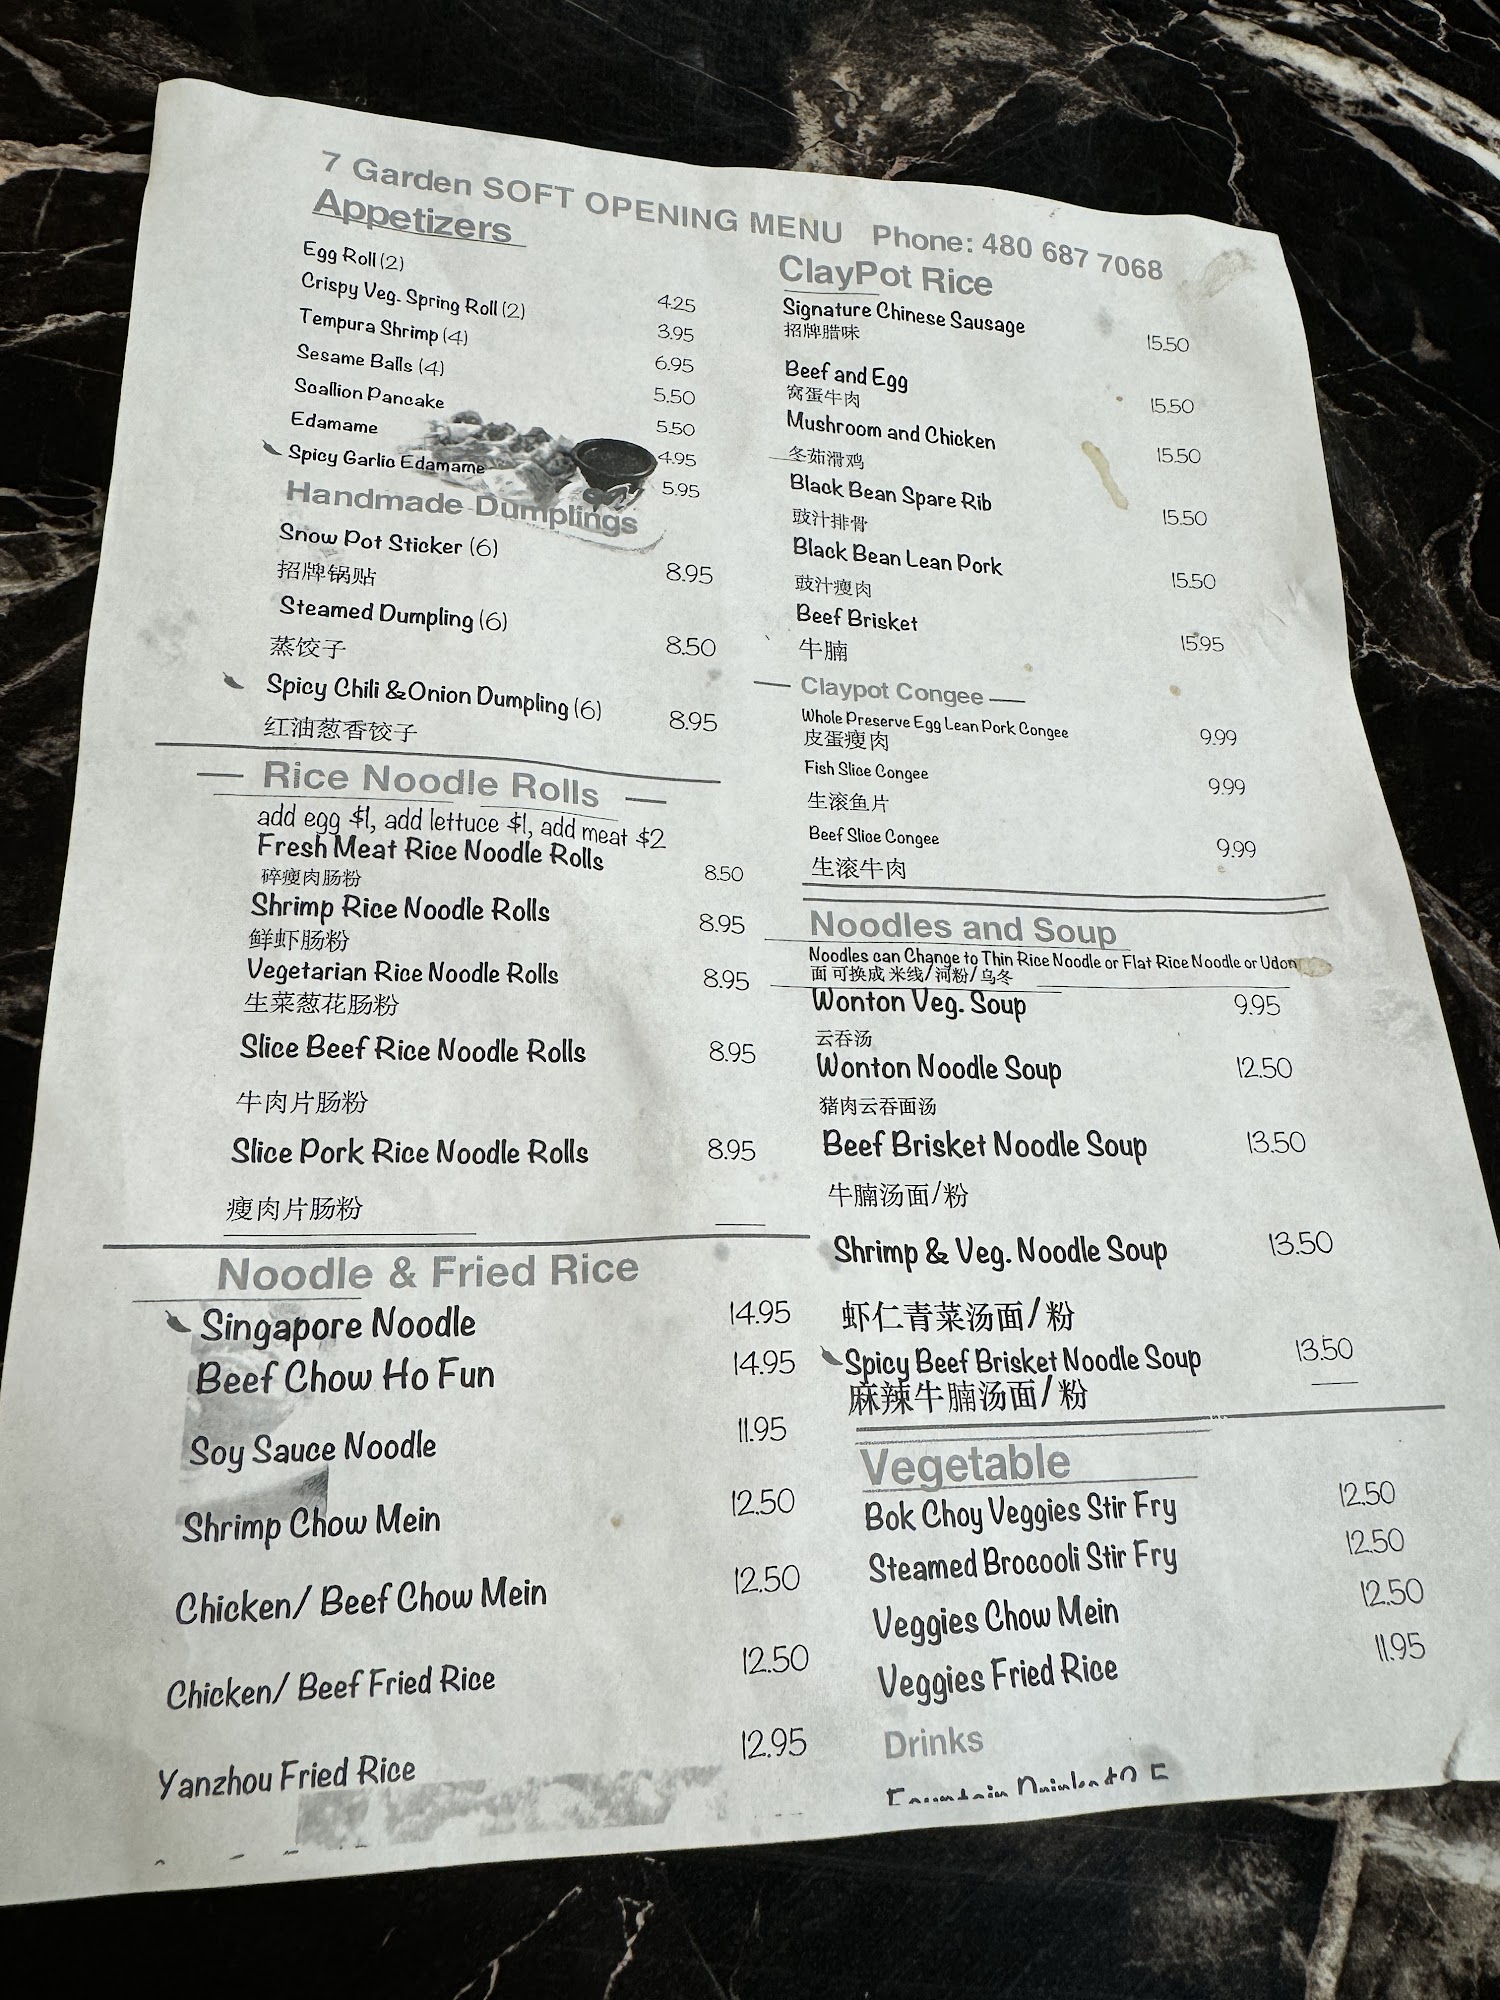 7 Garden SOFT OPENING MENU Phone: 480 687 7068
Appetizers
Egg Roll (2) 4.25
Crispy Veg. Spring Roll (2) 3.95
Tempura Shrimp (4) 6.95
Sesame Balls (4) 5.50
Scallion Pancake 5.50
Edamame 4.95
Spicy Garlic Edamame 5.95
Handmade Dumplings
Snow Pot Sticker (6) 8.95
招牌锅贴
Steamed Dumpling (6) 8.50
蒸饺子
Spicy Chili & Onion Dumpling (6) 8.95
红油葱香饺子
Rice Noodle Rolls
add egg $1, add lettuce $1, add meat $2
Fresh Meat Rice Noodle Rolls 8.50
碎瘦肉肠粉
Shrimp Rice Noodle Rolls 8.95
鲜虾肠粉
Vegetarian Rice Noodle Rolls 8.95
生菜葱花肠粉
Slice Beef Rice Noodle Rolls 8.95
牛肉片肠粉
Slice Pork Rice Noodle Rolls 8.95
瘦肉片肠粉
Noodle & Fried Rice
Singapore Noodle 14.95
Beef Chow Ho Fun 14.95
Soy Sauce Noodle 11.95
Shrimp Chow Mein 12.50
Chicken/ Beef Chow Mein 12.50
Chicken/ Beef Fried Rice 12.50
Yanzhou Fried Rice 12.95
ClayPot Rice
Signature Chinese Sausage 15.50
招牌腊味
Beef and Egg 15.50
窝蛋牛肉
Mushroom and Chicken 15.50
冬茹滑鸡
Black Bean Spare Rib 15.50
豉汁排骨
Black Bean Lean Pork 15.50
豉汁瘦肉
Beef Brisket 15.95
牛腩
Claypot Congee
Whole Preserve Egg Lean Pork Congee 9.99
皮蛋瘦肉
Fish Slice Congee 9.99
生滚鱼片
Beef Slice Congee 9.99
生滚牛肉
Noodles and Soup
Noodles can Change to Thin Rice Noodle or Flat Rice Noodle or Udon
面 可换成 米线/河粉/乌冬
Wonton Veg. Soup 9.95
云吞汤
Wonton Noodle Soup 12.50
猪肉云吞面汤
Beef Brisket Noodle Soup 13.50
牛腩汤面/粉
Shrimp & Veg. Noodle Soup 13.50
虾仁青菜汤面/粉
Spicy Beef Brisket Noodle Soup 13.50
麻辣牛腩汤面/粉
Vegetable
Bok Choy Veggies Stir Fry 12.50
Steamed Brocooli Stir Fry 12.50
Veggies Chow Mein 12.50
Veggies Fried Rice 11.95
Drinks
Fountain Drinks